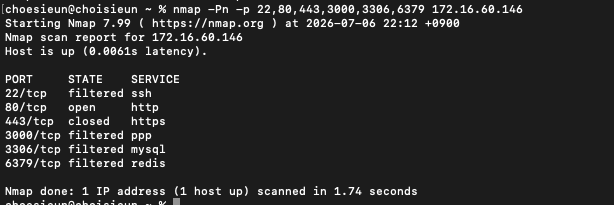 [choesieun@choisieun ~ % nmap -Pn -p 22,80,443,3000,3306,6379 172.16.60.146
Starting Nmap 7.99 ( https://nmap.org ) at 2026-07-06 22:12 +0900
Nmap scan report for 172.16.60.146
Host is up (0.0061s latency).

PORT     STATE    SERVICE
22/tcp   filtered ssh
80/tcp   open     http
443/tcp  closed   https
3000/tcp filtered ppp
3306/tcp filtered mysql
6379/tcp filtered redis

Nmap done: 1 IP address (1 host up) scanned in 1.74 seconds
choesieun@choisieun ~ %